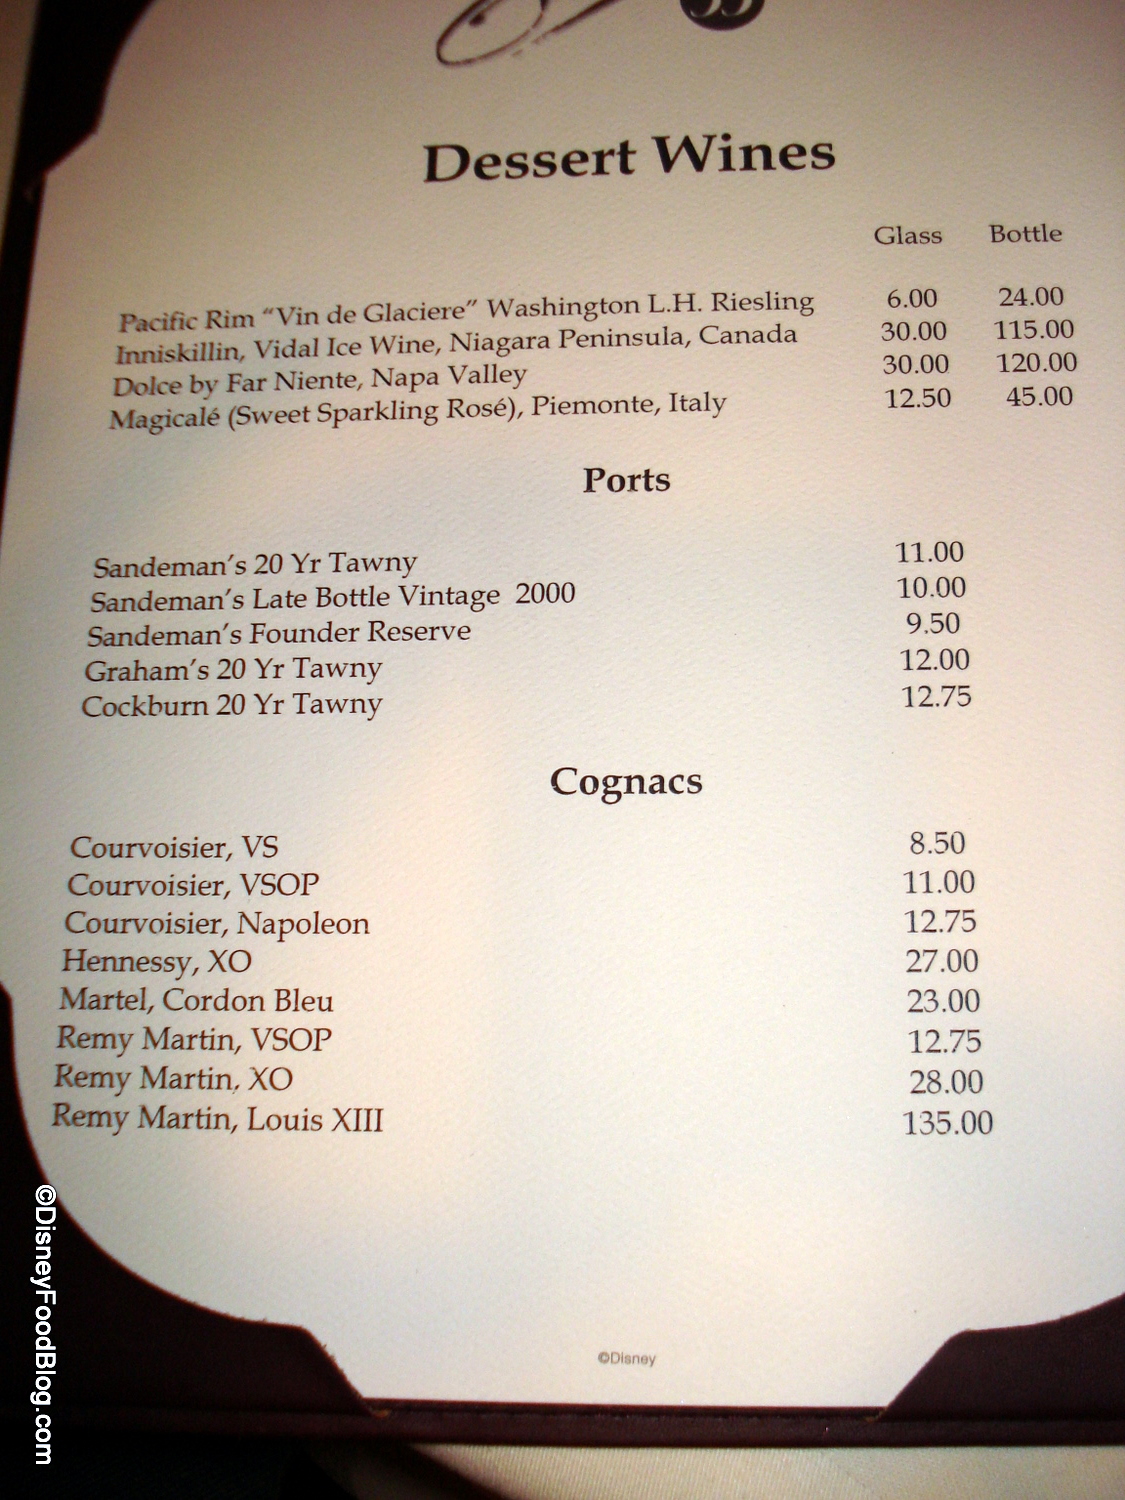 33
Dessert Wines
Glass Bottle
Pacific Rim “Vin de Glaciere” Washington L.H. Riesling 6.00 24.00
Inniskillin, Vidal Ice Wine, Niagara Peninsula, Canada 30.00 115.00
Dolce by Far Niente, Napa Valley 30.00 120.00
Magicalé (Sweet Sparkling Rosé), Piemonte, Italy 12.50 45.00
Ports
Sandeman’s 20 Yr Tawny 11.00
Sandeman’s Late Bottle Vintage 2000 10.00
Sandeman’s Founder Reserve 9.50
Graham’s 20 Yr Tawny 12.00
Cockburn 20 Yr Tawny 12.75
Cognacs
Courvoisier, VS 8.50
Courvoisier, VSOP 11.00
Courvoisier, Napoleon 12.75
Hennessy, XO 27.00
Martel, Cordon Bleu 23.00
Remy Martin, VSOP 12.75
Remy Martin, XO 28.00
Remy Martin, Louis XIII 135.00
©Disney
©DisneyFoodBlog.com